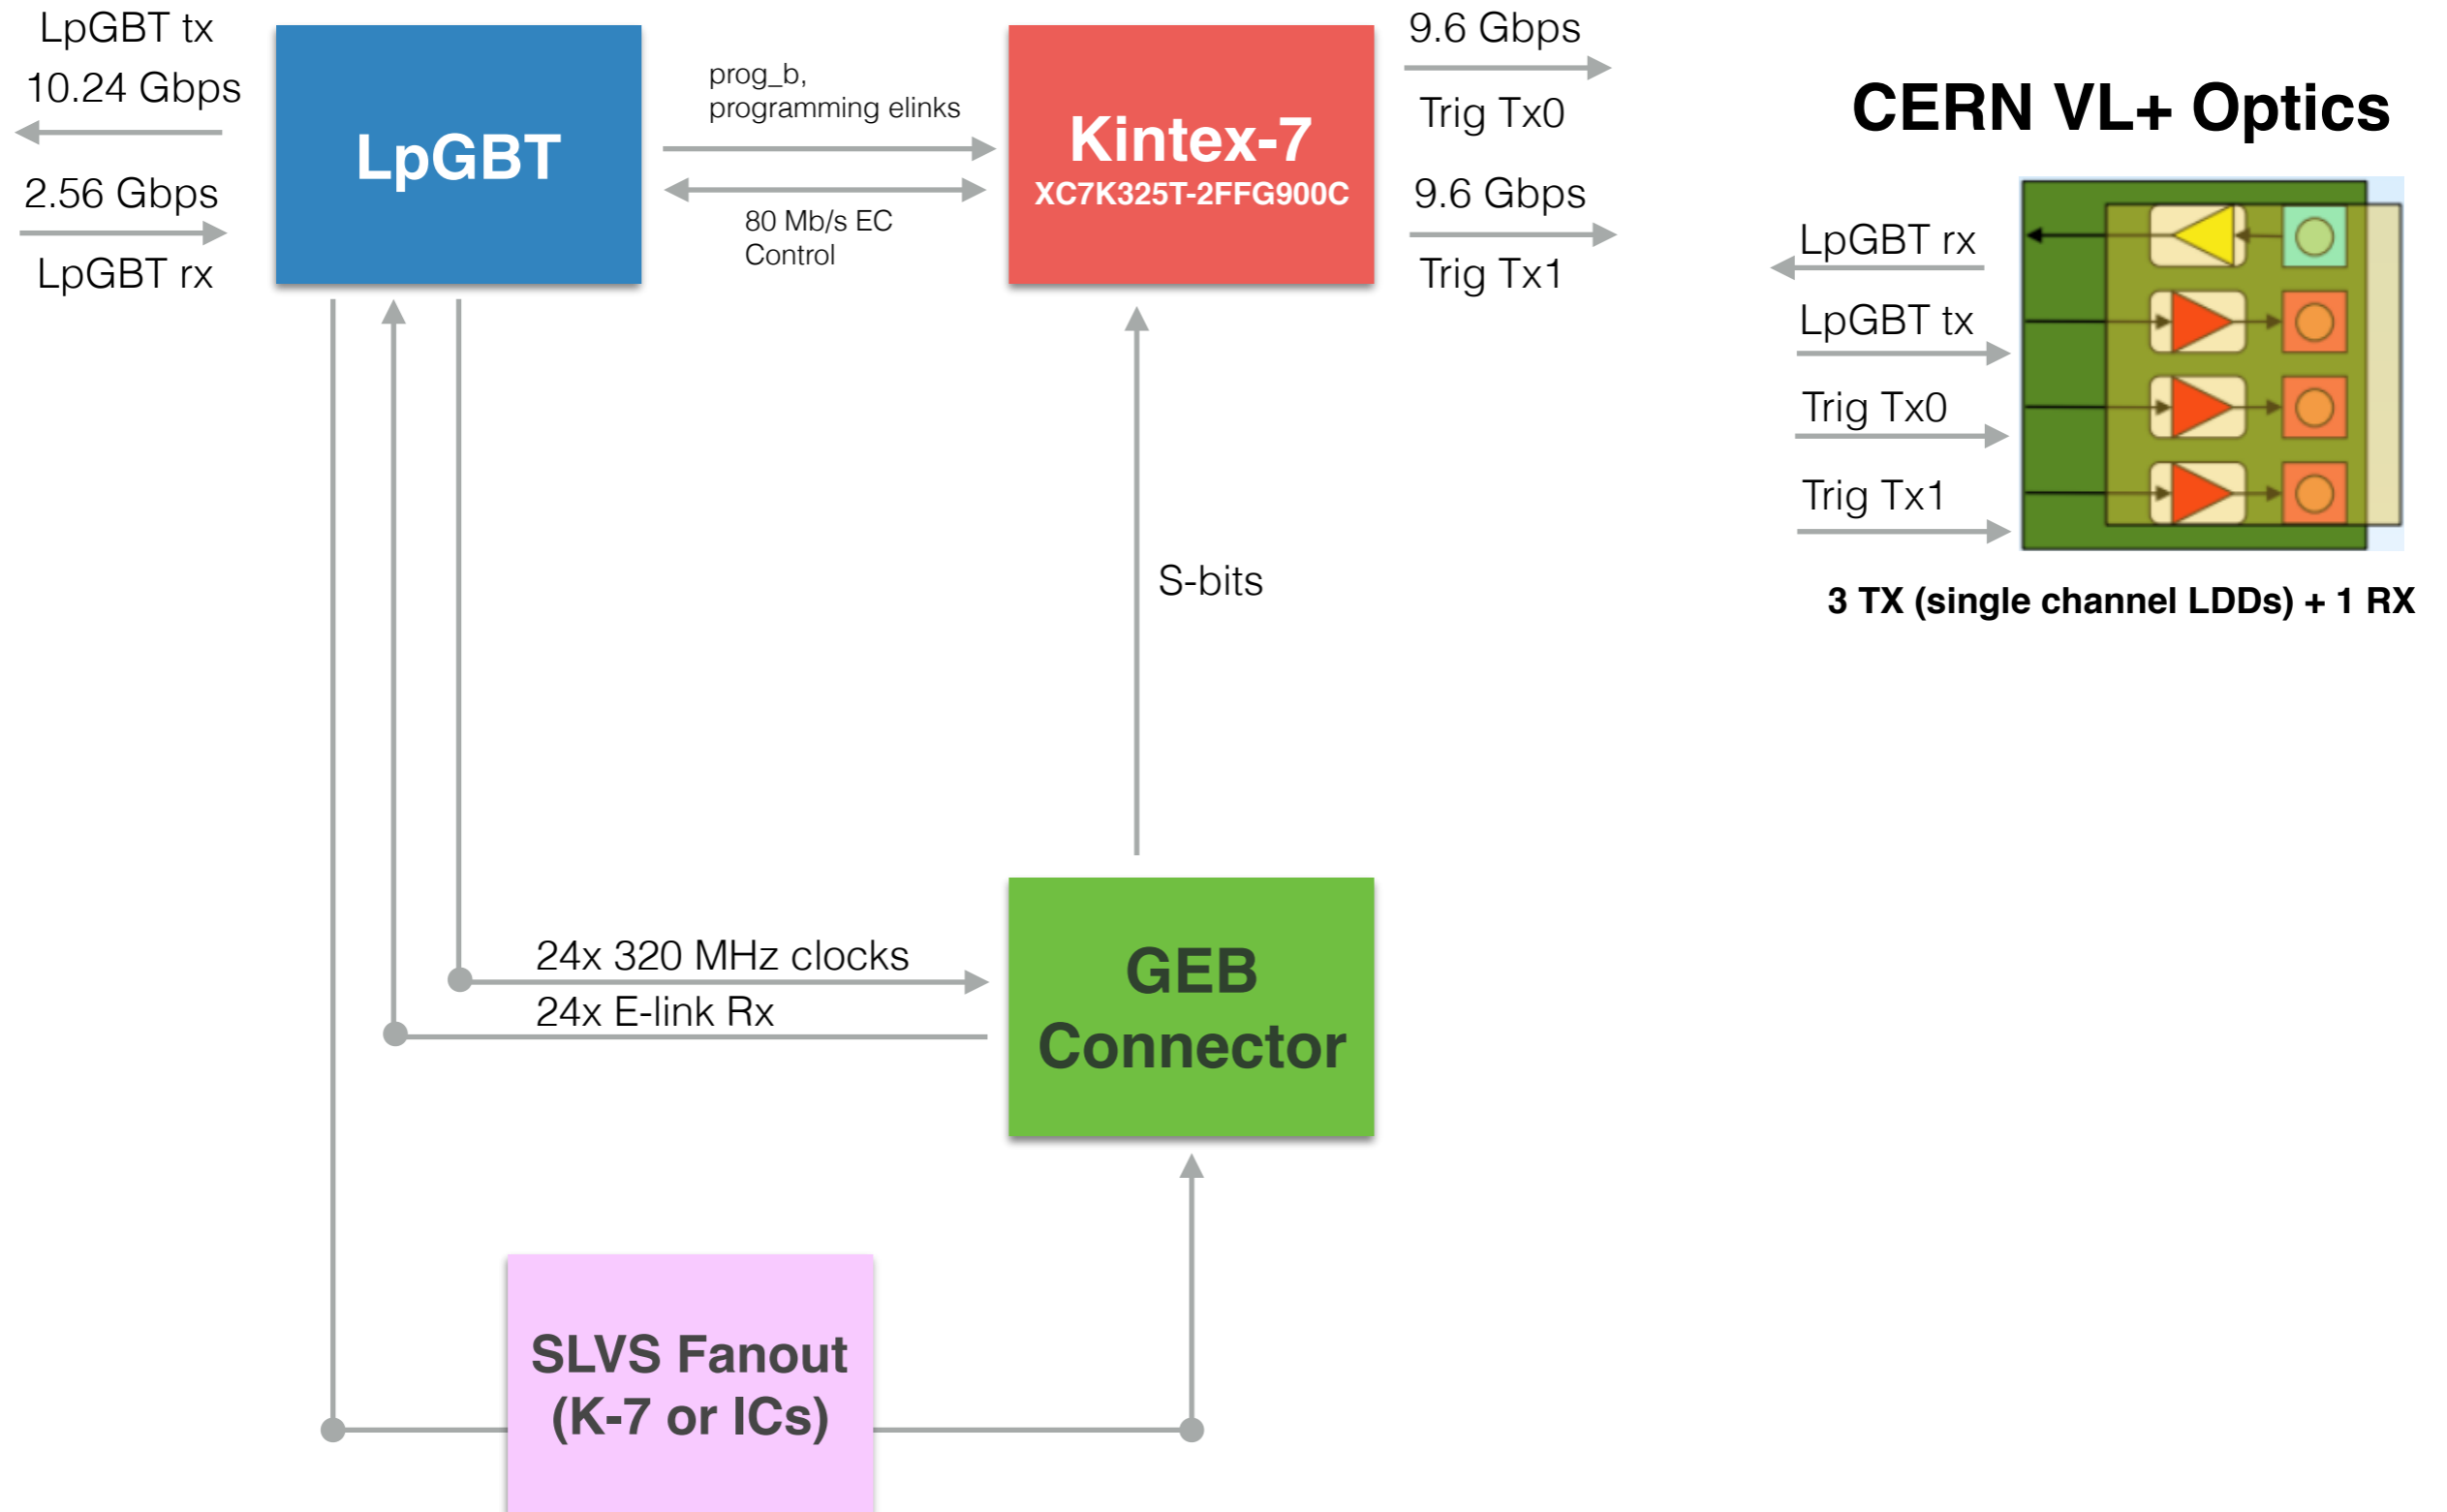 LpGBT tx
10.24 Gbps
2.56 Gbps
LpGBT rx
LpGBT
prog_b,
programming elinks
80 Mb/s EC
Control
Kintex-7
XC7K325T-2FFG900C
9.6 Gbps
Trig Tx0
9.6 Gbps
Trig Tx1
CERN VL+ Optics
LpGBT rx
LpGBT tx
Trig Tx0
Trig Tx1
3 TX (single channel LDDs) + 1 RX
S-bits
24x 320 MHz clocks
24x E-link Rx
GEB
Connector
SLVS Fanout
(K-7 or ICs)